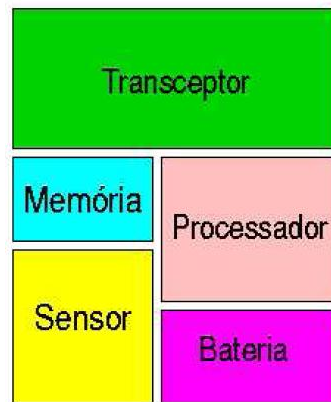 Transceptor
Memória
Processador
Sensor
Bateria